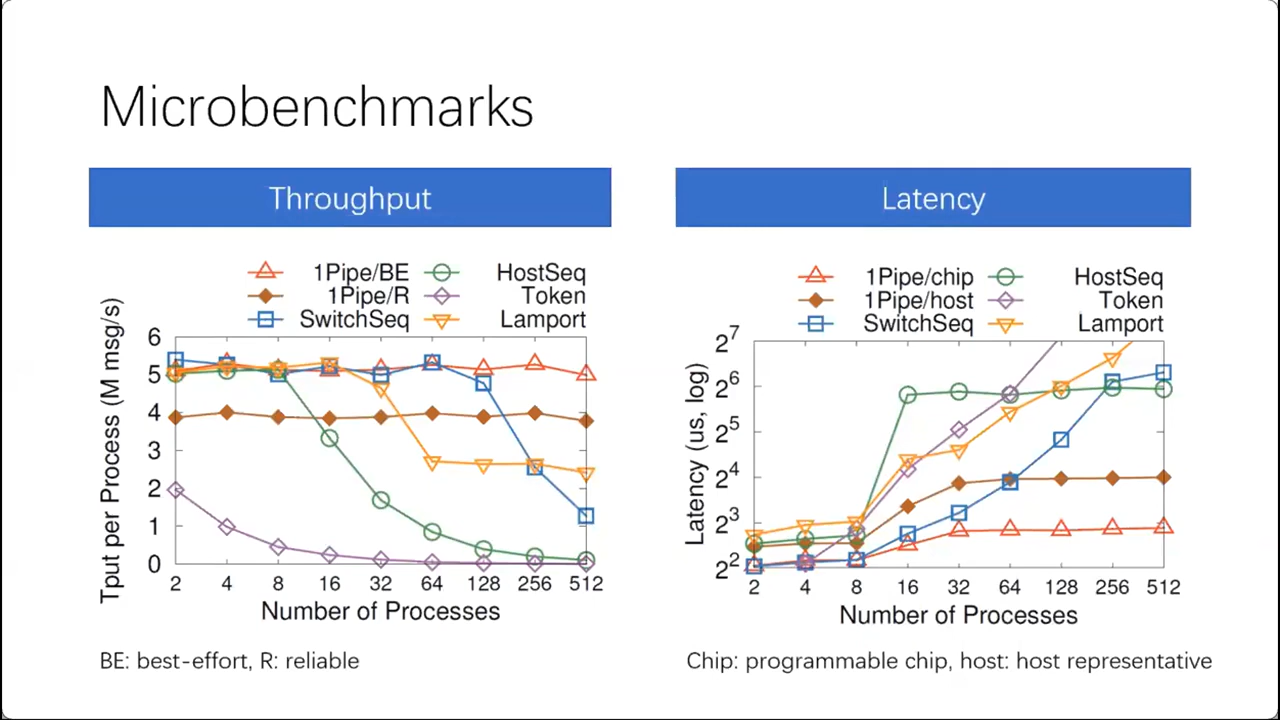 Microbenchmarks
Throughput
1Pipe/BE HostSeq
1Pipe/R Token
SwitchSeq Lamport
Tput per Process (M msg/s)
6
5
4
3
2
1
0
2 4 8 16 32 64 128 256 512
Number of Processes
BE: best-effort, R: reliable
Latency
1Pipe/chip HostSeq
1Pipe/host Token
SwitchSeq Lamport
Latency (us, log)
2^7
2^6
2^5
2^4
2^3
2^2
2 4 8 16 32 64 128 256 512
Number of Processes
Chip: programmable chip, host: host representative